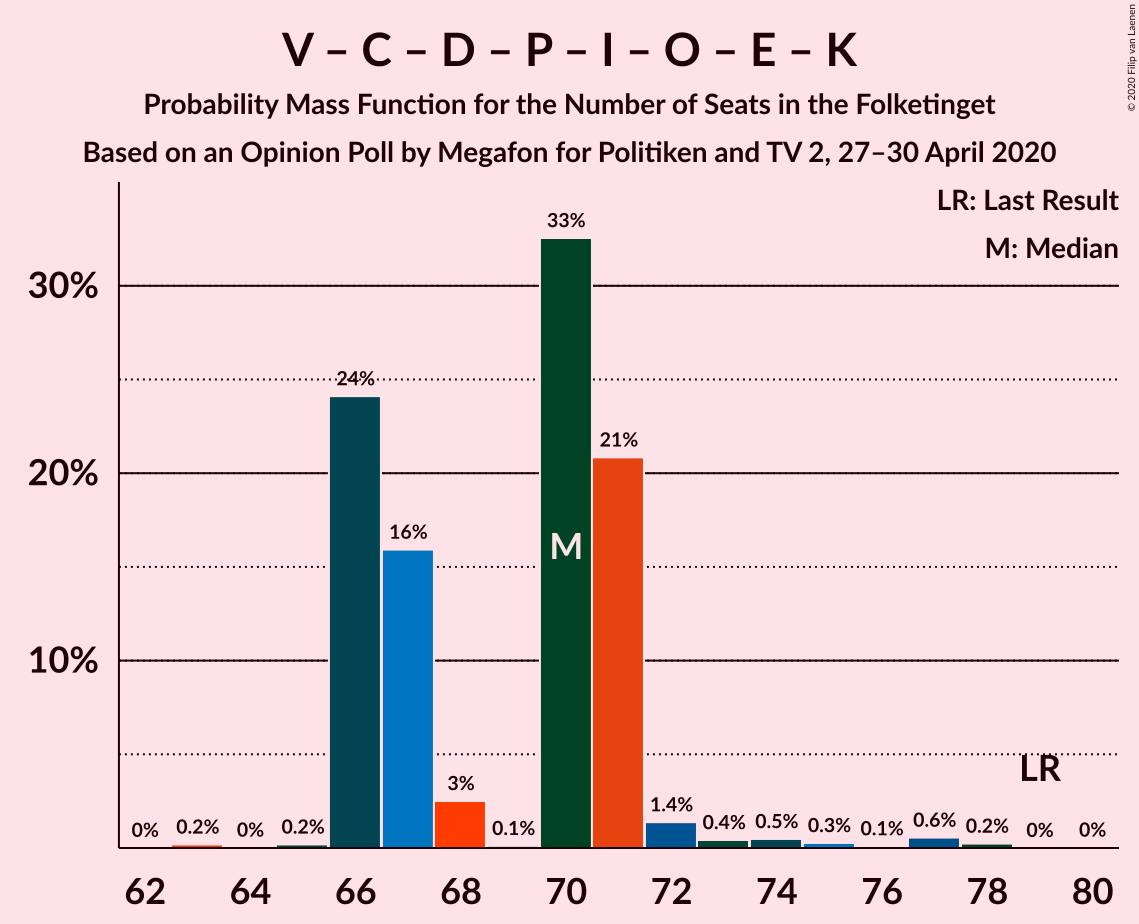 V – C – D – P – I – O – E – K
Probability Mass Function for the Number of Seats in the Folketinget
Based on an Opinion Poll by Megafon for Politiken and TV 2, 27–30 April 2020
© 2020 Filip van Laenen
LR: Last Result
M: Median
30%
20%
10%
0%
0.2%
0%
0.2%
24%
16%
3%
0.1%
33%
M
21%
1.4%
0.4%
0.5%
0.3%
0.1%
0.6%
0.2%
LR
0%
0%
62 64 66 68 70 72 74 76 78 80